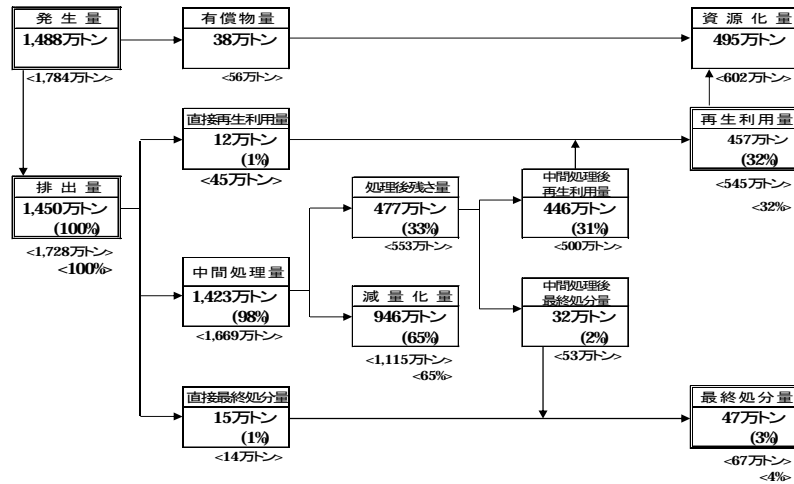 発生量
1,488万トン
<1,784万トン>
有償物量
38万トン
<56万トン>
資源化量
495万トン
<602万トン>
直接再生利用量
12万トン
(1%)
<45万トン>
再生利用量
457万トン
(32%)
<545万トン>
<32%>
排出量
1,450万トン
(100%)
<1,728万トン>
<100%>
処理後残さ量
477万トン
(33%)
<553万トン>
中間処理後
再生利用量
446万トン
(31%)
<500万トン>
中間処理量
1,423万トン
(98%)
<1,669万トン>
減量化量
946万トン
(65%)
<1,115万トン>
<65%>
中間処理後
最終処分量
32万トン
(2%)
<53万トン>
直接最終処分量
15万トン
(1%)
<14万トン>
最終処分量
47万トン
(3%)
<67万トン>
<4%>